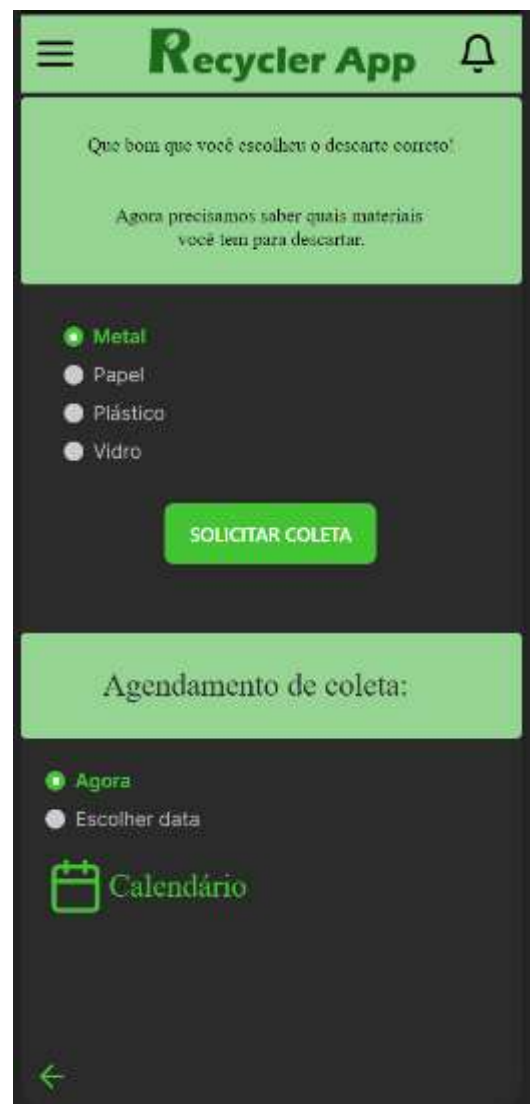 Recycler App
Que bom que você escolheu o descarte correto!
Agora precisamos saber quais materiais
você tem para descartar.
Metal
Papel
Plástico
Vidro
SOLICITAR COLETA
Agendamento de coleta:
Agora
Escolher data
Calendário